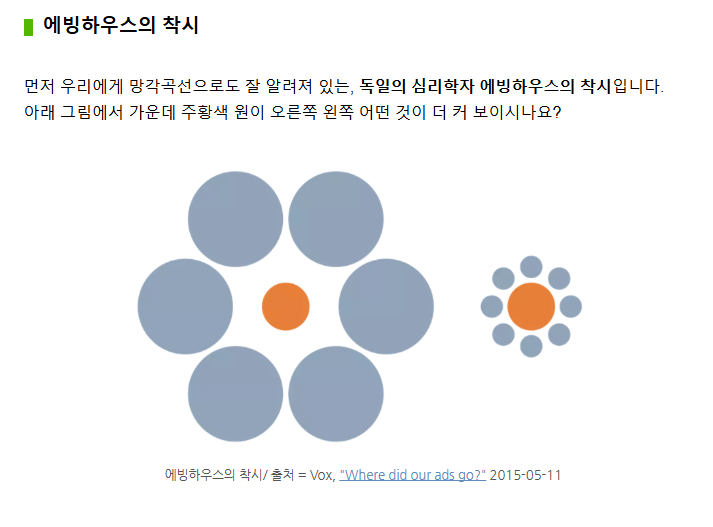 에빙하우스의 착시
먼저 우리에게 망각곡선으로도 잘 알려져 있는, 독일의 심리학자 에빙하우스의 착시입니다.
아래 그림에서 가운데 주황색 원이 오른쪽 왼쪽 어떤 것이 더 커 보이시나요?
에빙하우스의 착시/ 출처 = Vox, "Where did our ads go?" 2015-05-11